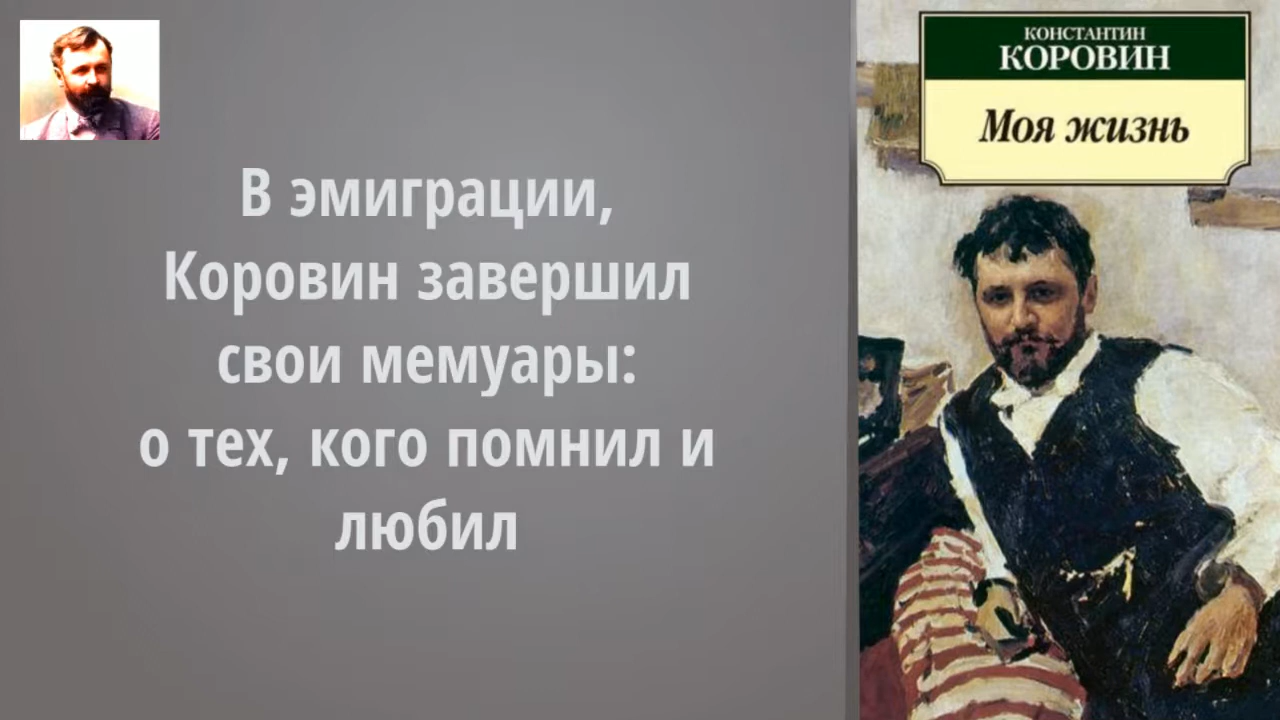 В эмиграции,
Коровин завершил
свои мемуары:
о тех, кого помнил и
любил
КОНСТАНТИН
КОРОВИН
Моя жизнь